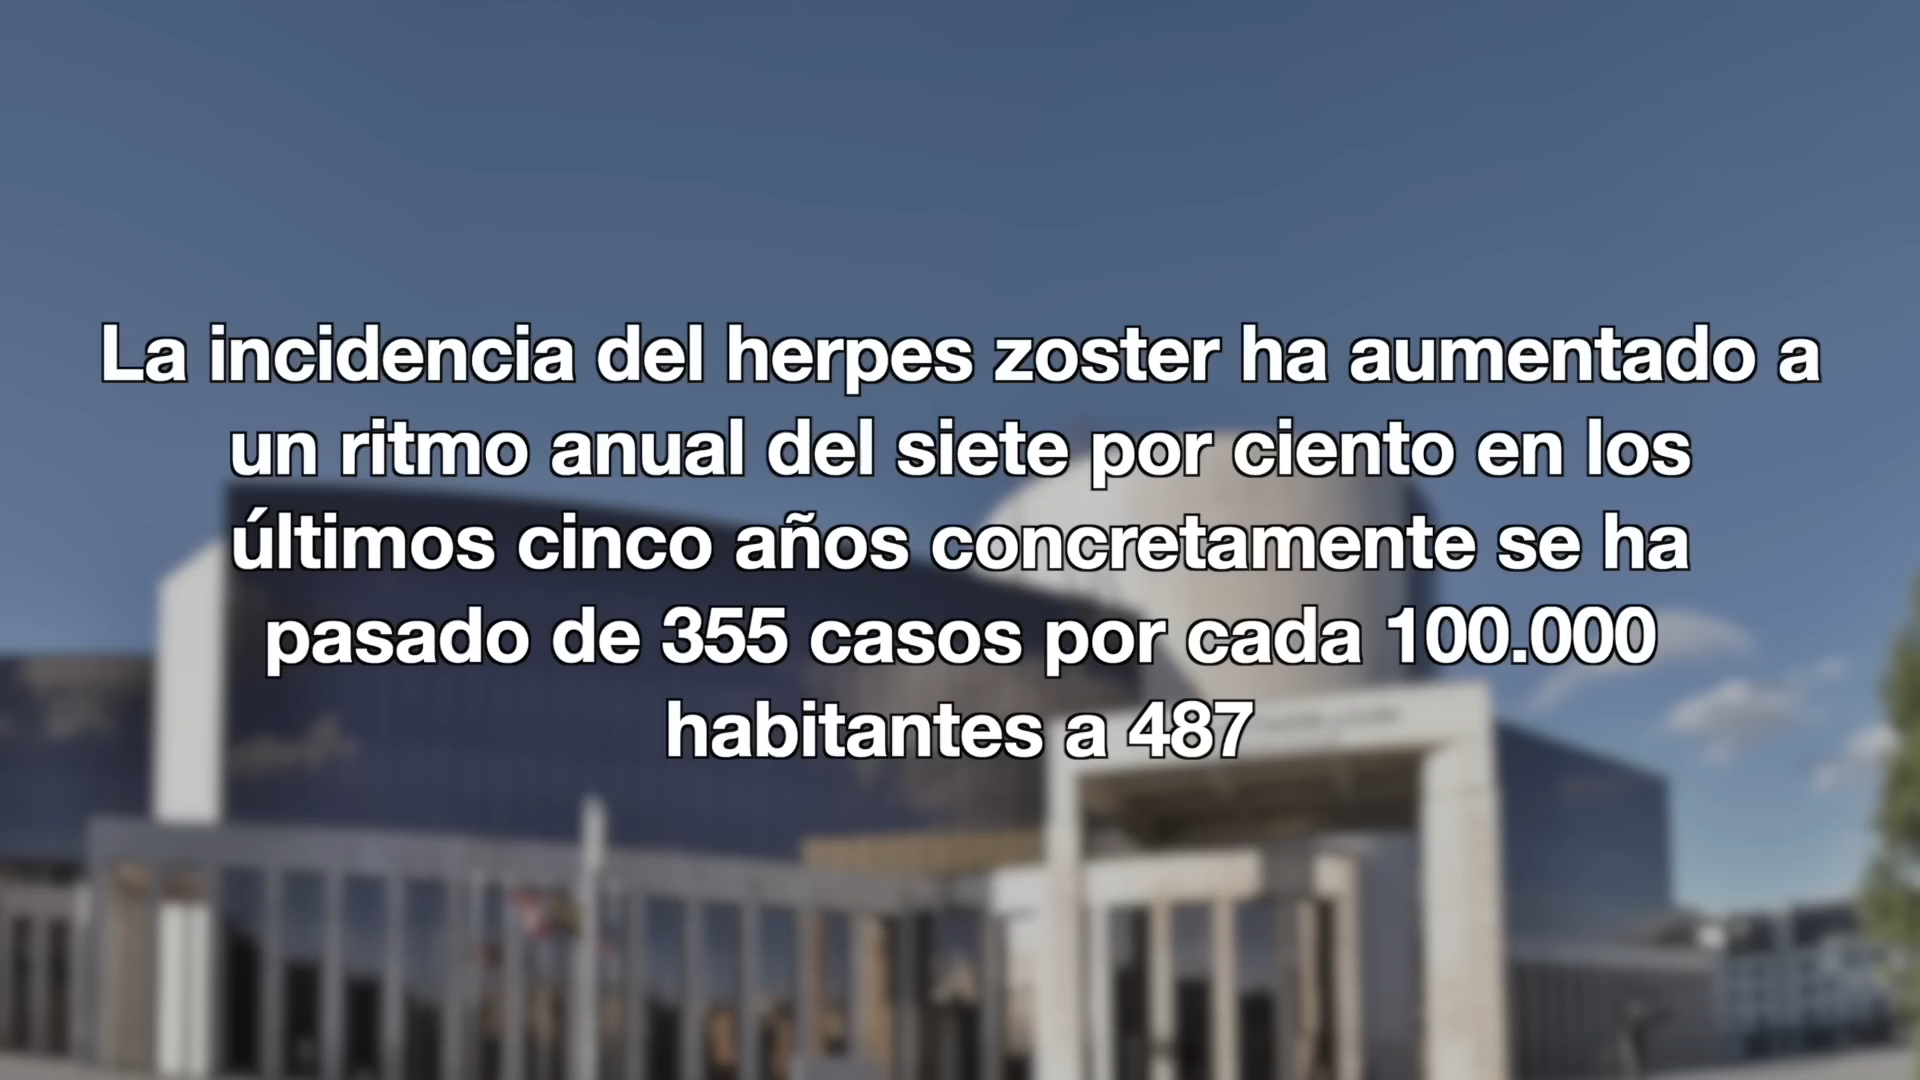 La incidencia del herpes zoster ha aumentado a
un ritmo anual del siete por ciento en los
últimos cinco años concretamente se ha
pasado de 355 casos por cada 100.000
habitantes a 487